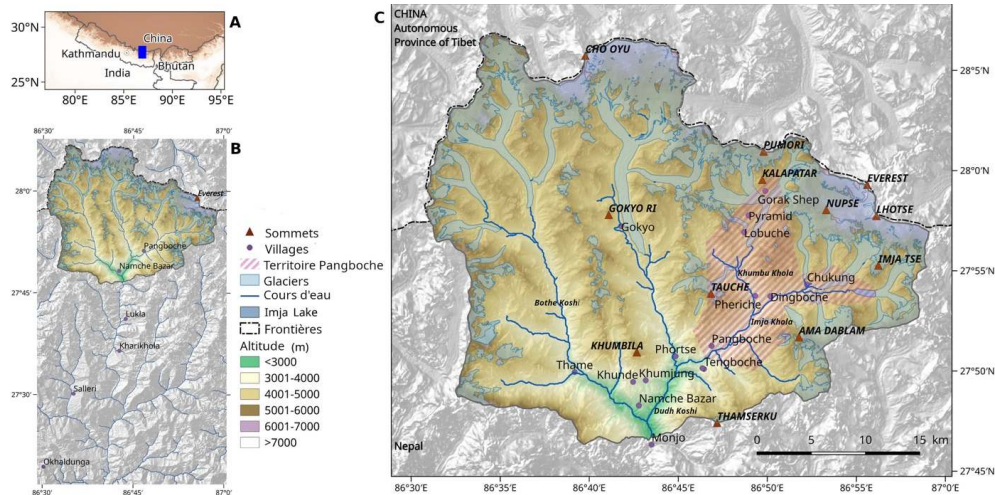 A
30°N
25°N
China
Kathmandu
India
Bhutan
80°E
85°E
90°E
95°E
B
86°30'
86°45'
87°0'
28°0'
27°45'
27°30'
Everest
Pangboche
Namche Bazar
Lukla
Kharikhola
Salleri
Okhaldunga
86°30'
86°45'
87°0'
Sommets
Villages
Territoire Pangboche
Glaciers
Cours d'eau
Imja Lake
Frontières
Altitude (m)
<3000
3001-4000
4001-5000
5001-6000
6001-7000
>7000
C
CHINA
Autonomous
Province of Tibet
CHO OYU
PUMORI
KALAPATAR
EVEREST
Gorak Shep
GOKYO RI
NUPSE
LHOTSE
Pyramid
Gokyo
Lobuche
IMJA TSE
Khumbu Khola
Chukung
TAUCHE
Dingboche
Bothe Koshi
Pheriche
Imja Khola
AMA DABLAM
Pangboche
KHUMBILA
Phortse
Tengboche
Thame
Khunde
Khumjung
Namche Bazar
Dudh Koshi
THAMSERKU
Monjo
Nepal
0
5
10
15 km
28°5'N
28°0'N
27°55'N
27°50'N
27°45'N
86°30'E
86°35'E
86°40'E
86°45'E
86°50'E
86°55'E
87°0'E